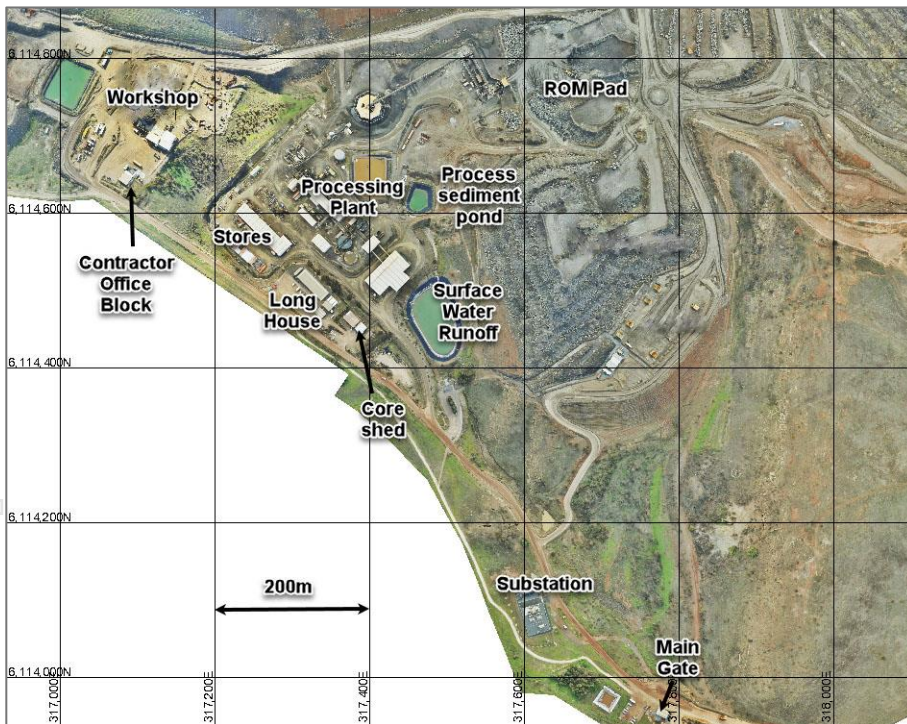 6,114,800N
Workshop
ROM Pad
Process
sediment
pond
Processing
Plant
6,114,600N
Stores
Contractor
Office
Block
Long
House
Surface
Water
Runoff
6,114,400N
Core
shed
6,114,200N
200m
Substation
Main
Gate
6,114,000N
317,000E
317,200E
317,400E
317,600E
317,800E
318,000E